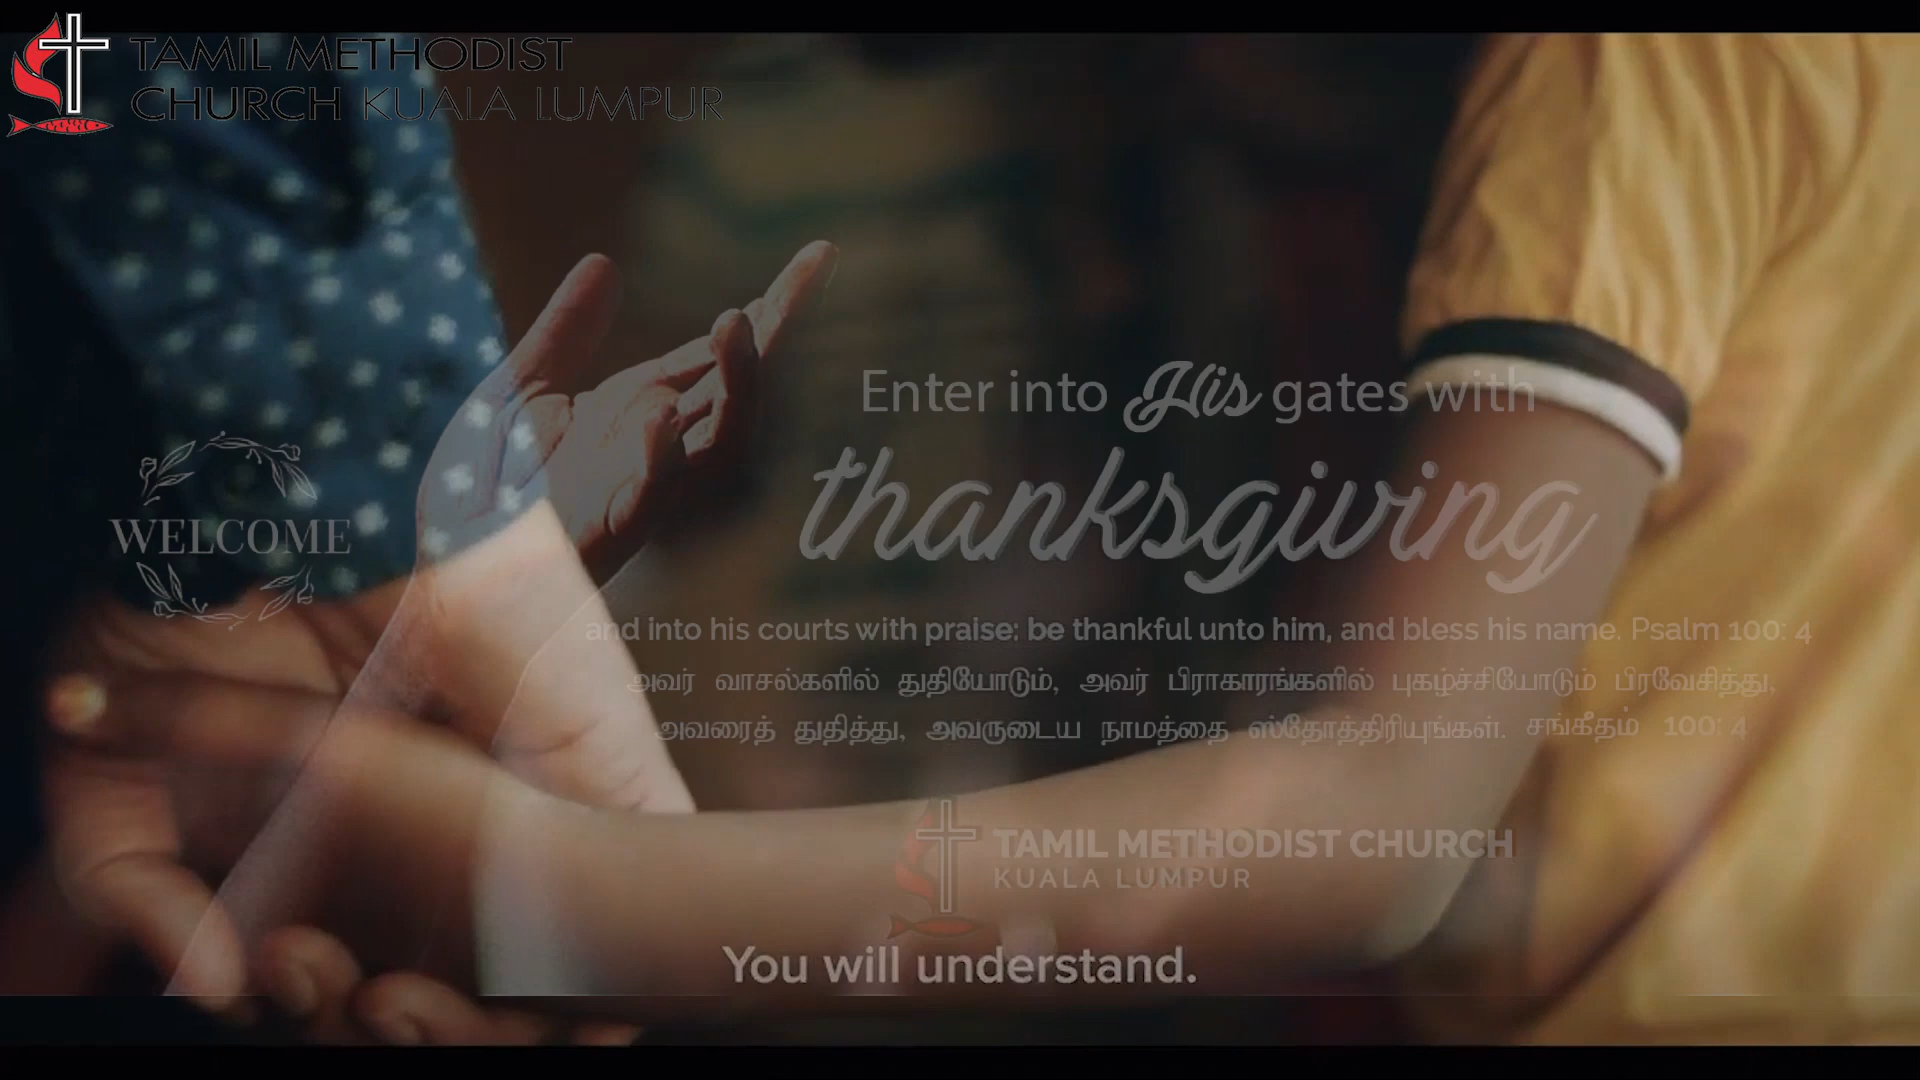 TAMIL METHODIST
CHURCH KUALA LUMPUR
Enter into His gates with
thanksgiving
WELCOME
and into his courts with praise: be thankful unto him, and bless his name. Psalm 100: 4
அவர் வாசல்களில் துதியோடும், அவர் பிராகாரங்களில் புகழ்ச்சியோடும் பிரவேசித்து,
அவரைத் துதித்து, அவருடைய நாமத்தை ஸ்தோத்திரியுங்கள். சங்கீதம் 100: 4
TAMIL METHODIST CHURCH
KUALA LUMPUR
You will understand.